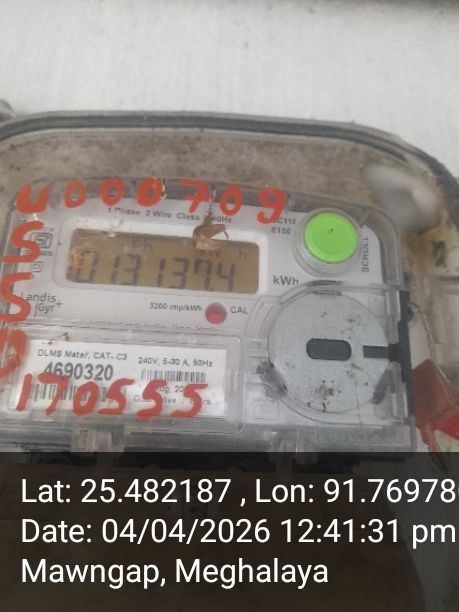 U000709
1 Phase 2 Wire Class
E150
SCROLL
013137.4
kWh
Landis+
Gyr
3200 imp/kWh
CAL
DLMS Meter, CAT- C3
240V, 5-30 A, 50Hz
4690320
170555
Lat: 25.482187 , Lon: 91.76978
Date: 04/04/2026 12:41:31 pm
Mawngap, Meghalaya